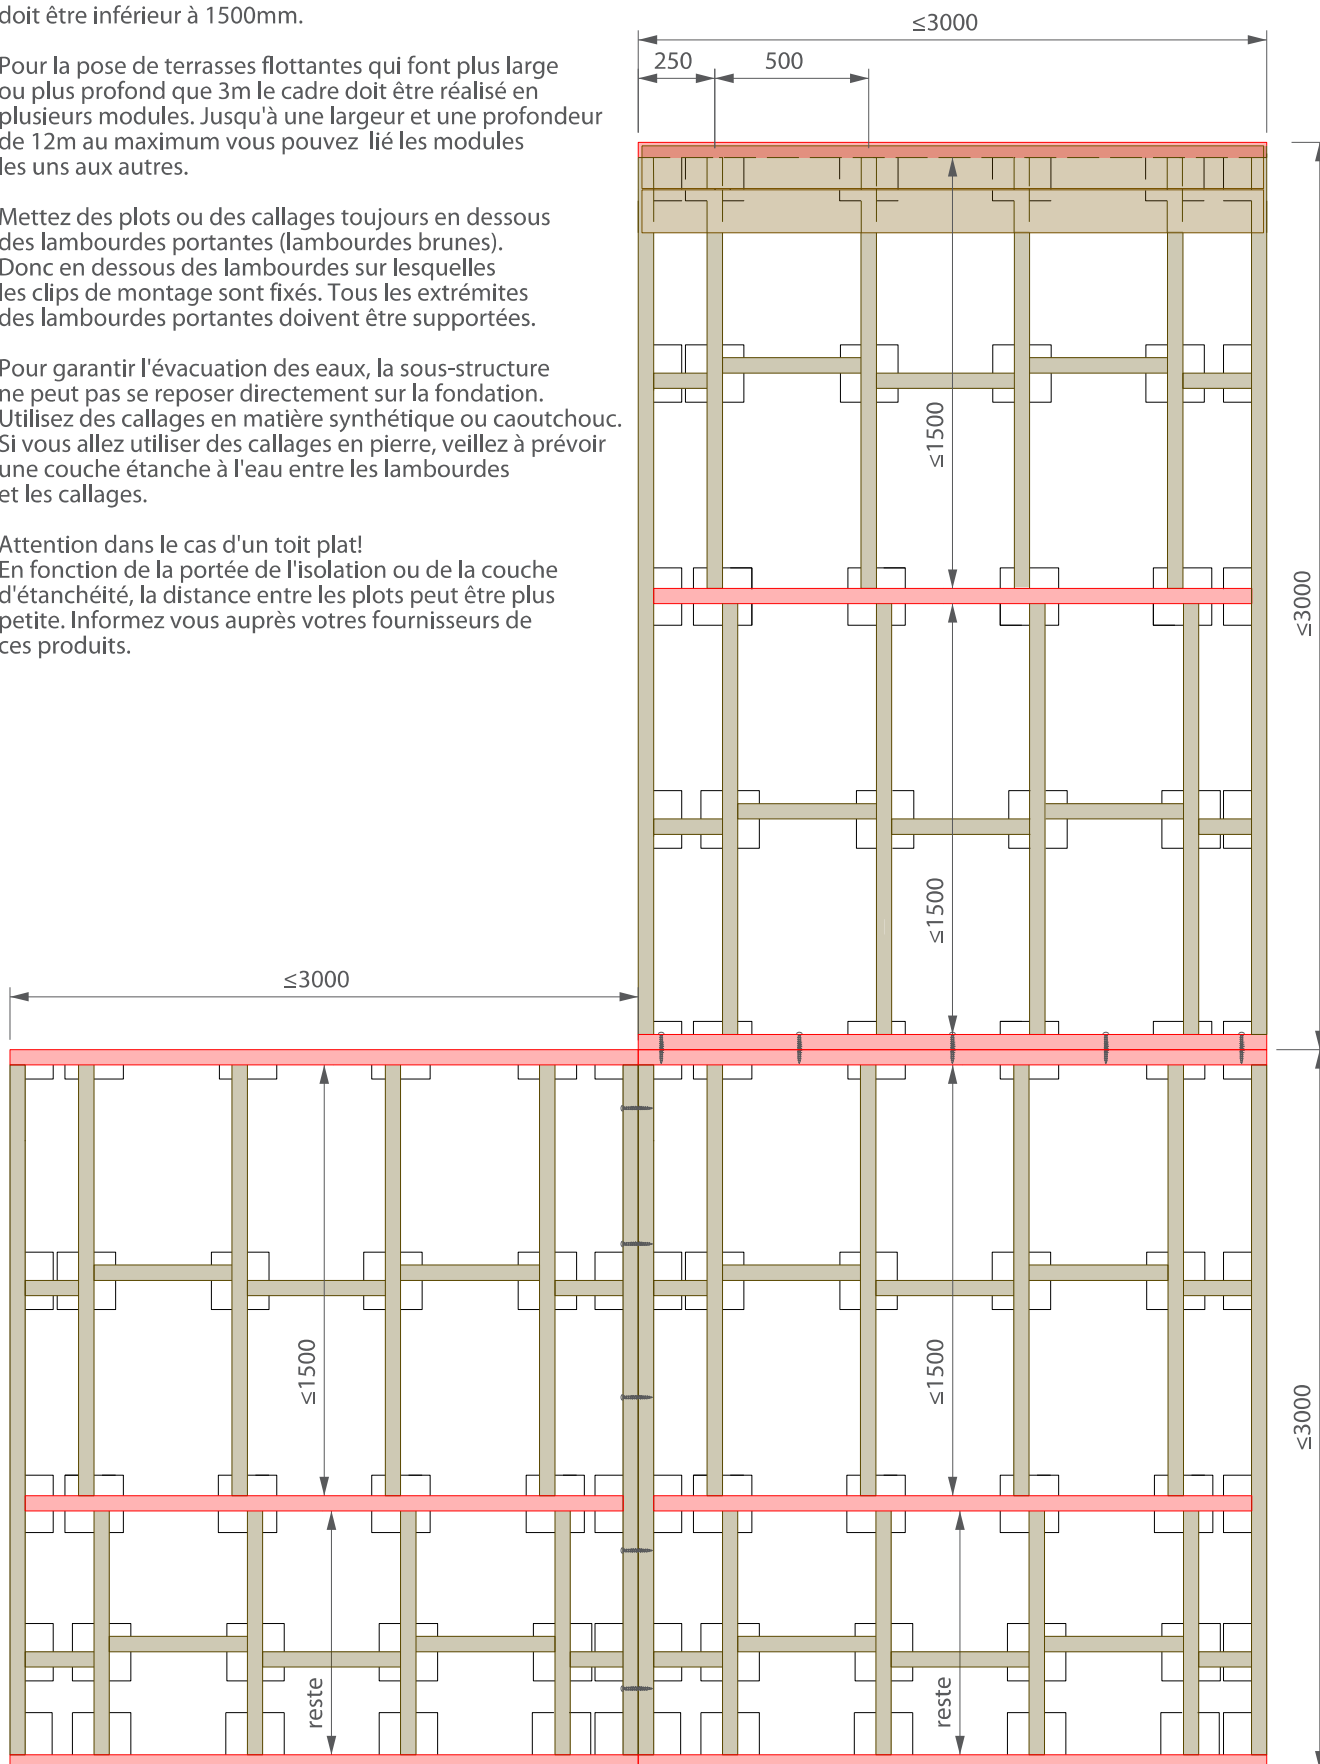 doit être inférieur à 1500mm.
Pour la pose de terrasses flottantes qui font plus large
ou plus profond que 3m le cadre doit être réalisé en
plusieurs modules. Jusqu'à une largeur et une profondeur
de 12m au maximum vous pouvez lié les modules
les uns aux autres.
Mettez des plots ou des callages toujours en dessous
des lambourdes portantes (lambourdes brunes).
Donc en dessous des lambourdes sur lesquelles
les clips de montage sont fixés. Tous les extrémites
des lambourdes portantes doivent être supportées.
Pour garantir l'évacuation des eaux, la sous-structure
ne peut pas se reposer directement sur la fondation.
Utilisez des callages en matière synthétique ou caoutchouc.
Si vous allez utiliser des callages en pierre, veillez à prévoir
une couche étanche à l'eau entre les lambourdes
et les callages.
Attention dans le cas d'un toit plat!
En fonction de la portée de l'isolation ou de la couche
d'étanchéité, la distance entre les plots peut être plus
petite. Informez vous auprès votres fournisseurs de
ces produits.
≤3000
250
500
≤1500
≤3000
≤1500
≤3000
≤1500
≤1500
≤3000
reste
reste